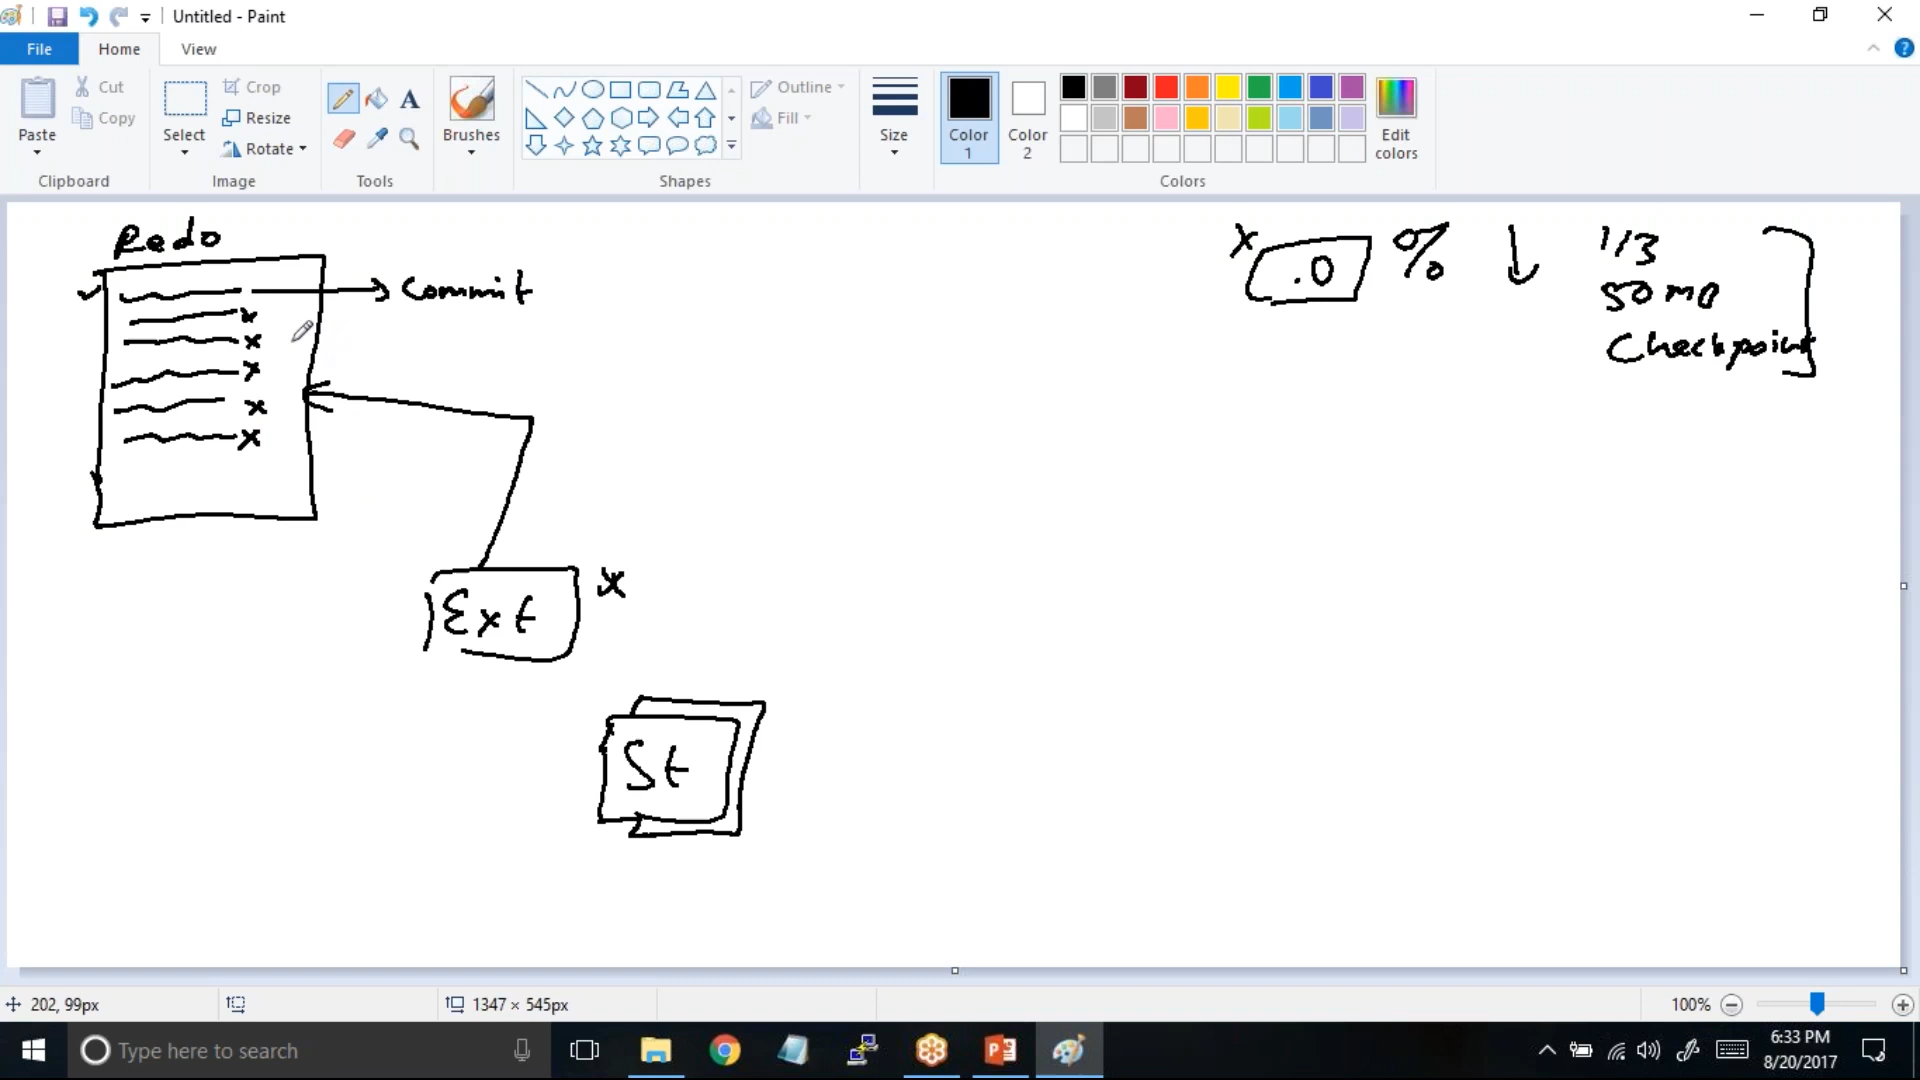 Untitled - Paint
File Home View
Paste
Cut
Copy
Clipboard
Select
Crop
Resize
Rotate
Image
Tools
A
Brushes
Shapes
Outline
Fill
Size
Color 1
Color 2
Edit colors
Colors
Redo
Commit
x
x
x
x
x
Ext x
St
x .0 % ↓
1/3
50 mb
Checkpoint
202, 99px
1347 × 545px
100%
Type here to search
6:33 PM
8/20/2017